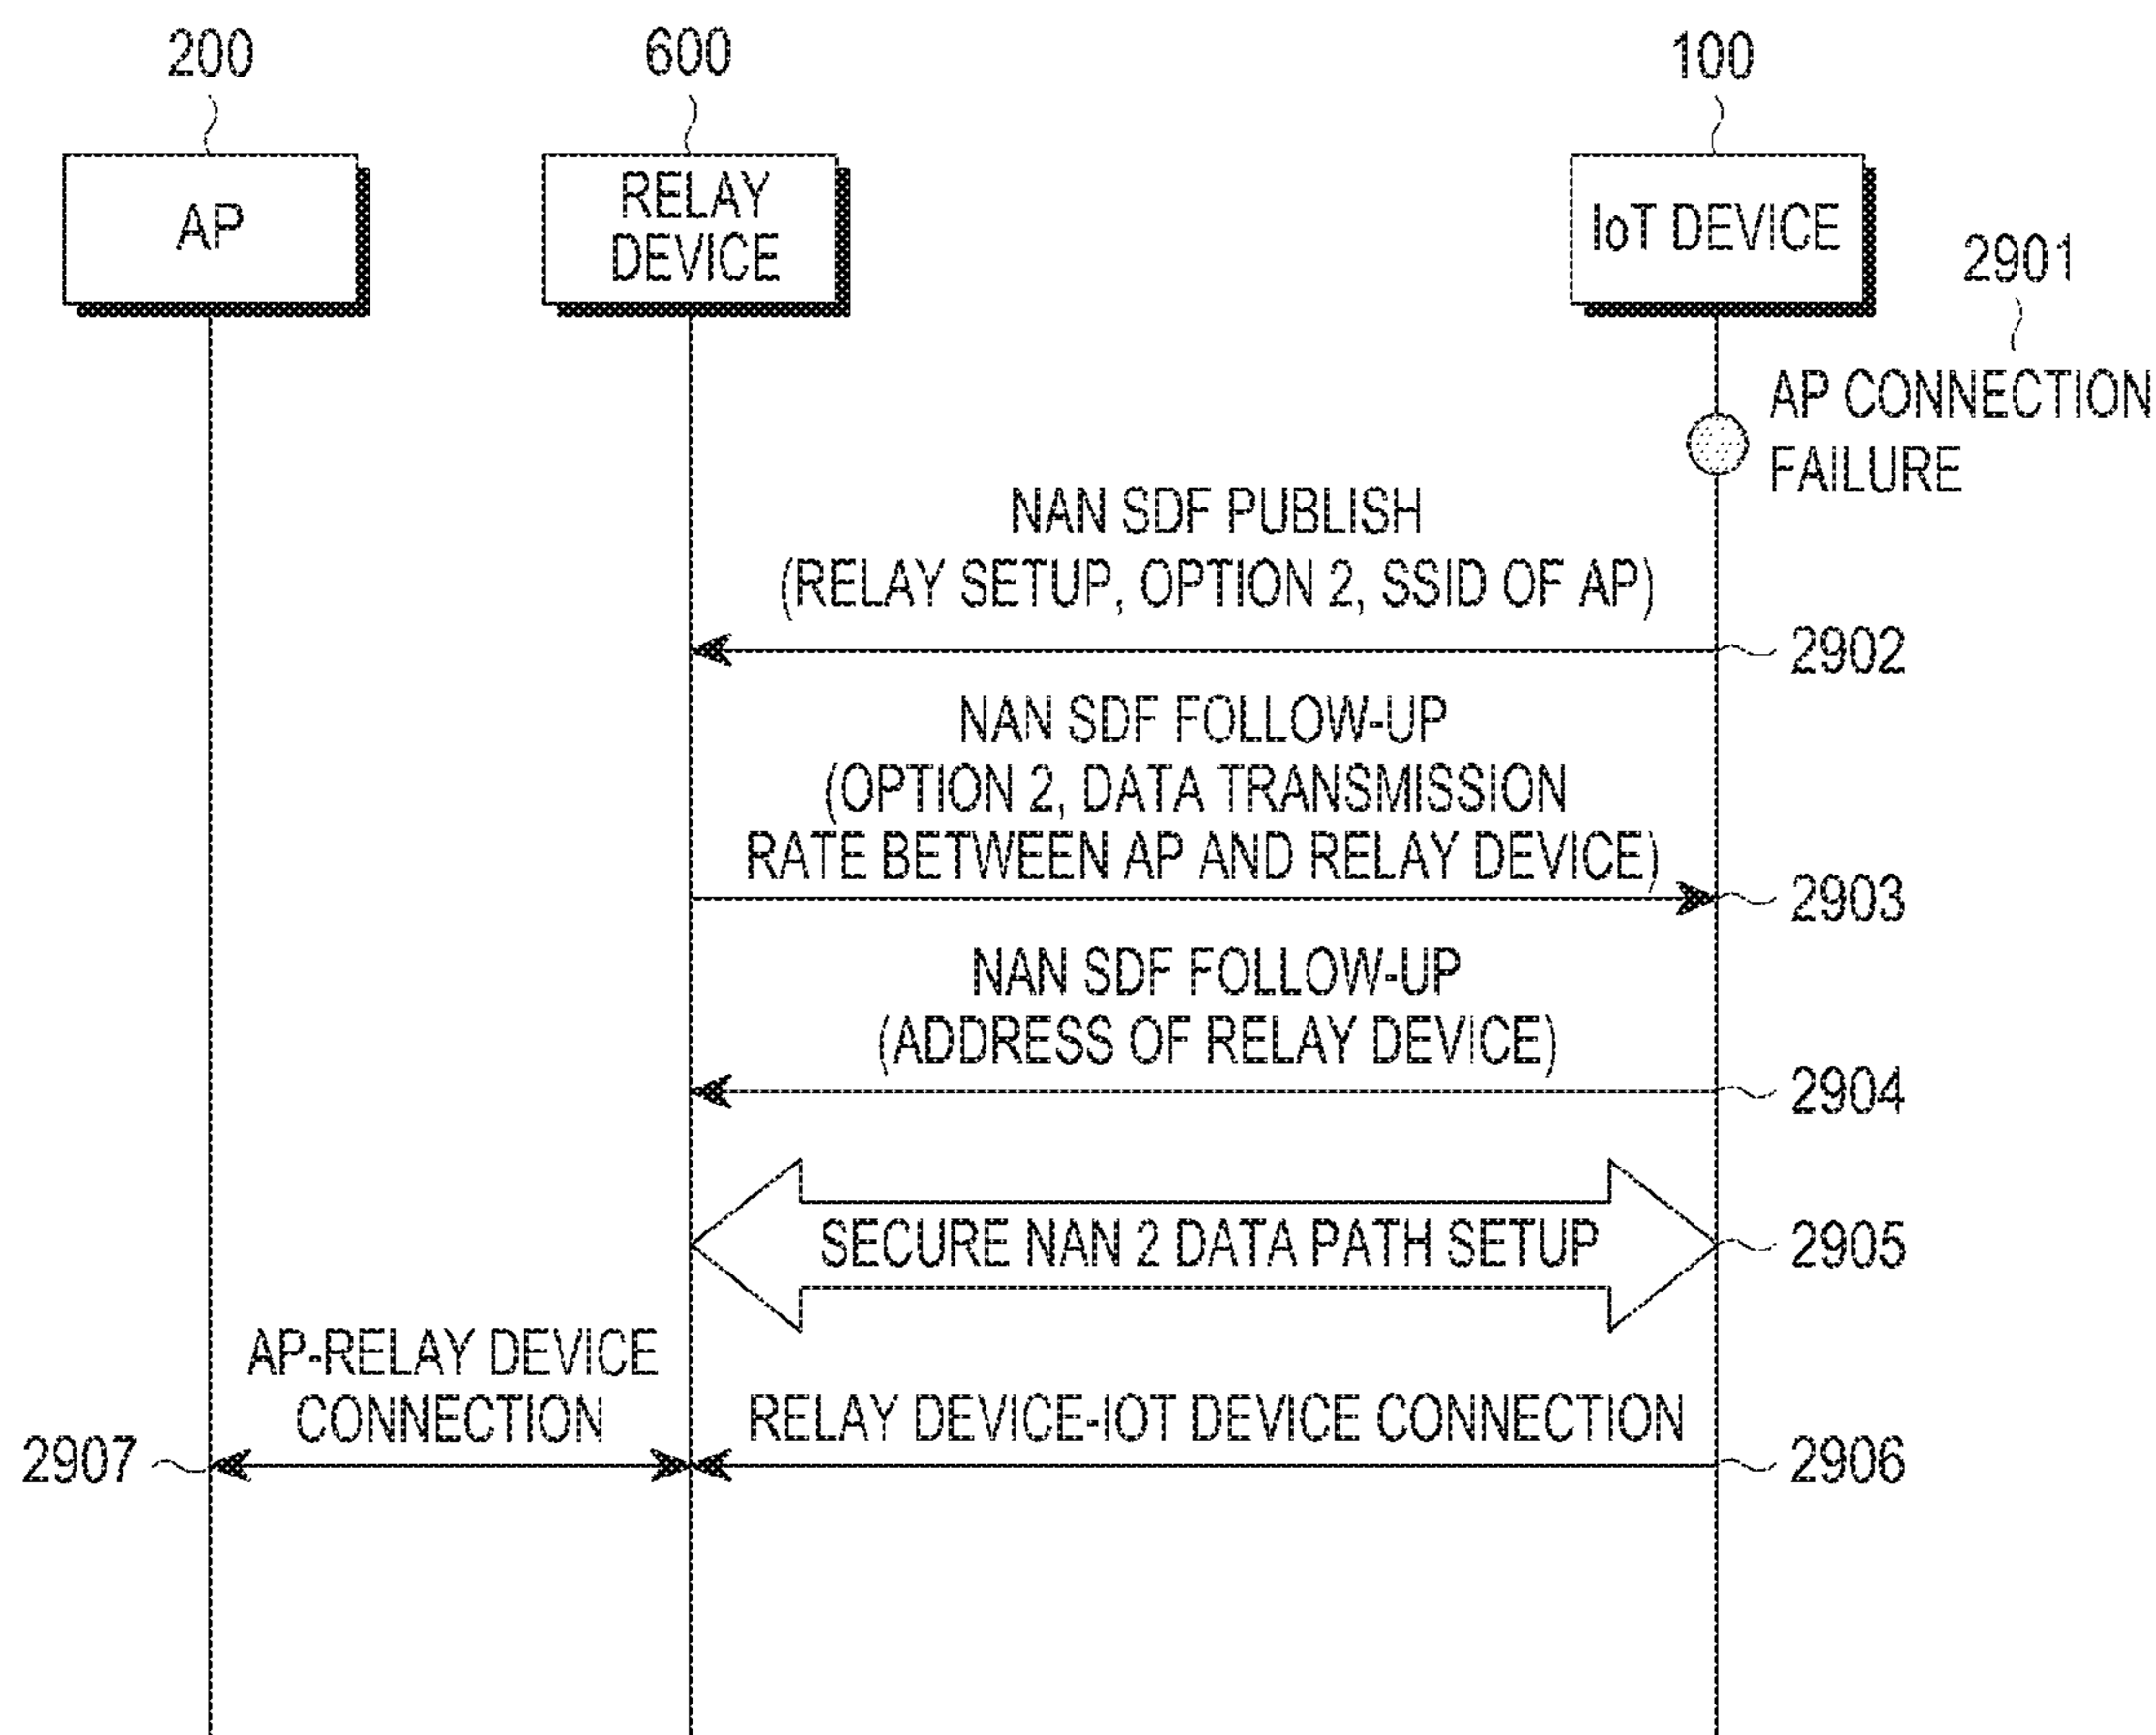 200
600
100
AP
RELAY
DEVICE
IoT DEVICE
2901
AP CONNECTION
FAILURE
NAN SDF PUBLISH
(RELAY SETUP, OPTION 2, SSID OF AP)
2902
NAN SDF FOLLOW-UP
(OPTION 2, DATA TRANSMISSION
RATE BETWEEN AP AND RELAY DEVICE)
2903
NAN SDF FOLLOW-UP
(ADDRESS OF RELAY DEVICE)
2904
SECURE NAN 2 DATA PATH SETUP
2905
AP-RELAY DEVICE
CONNECTION
RELAY DEVICE-IOT DEVICE CONNECTION
2907
2906